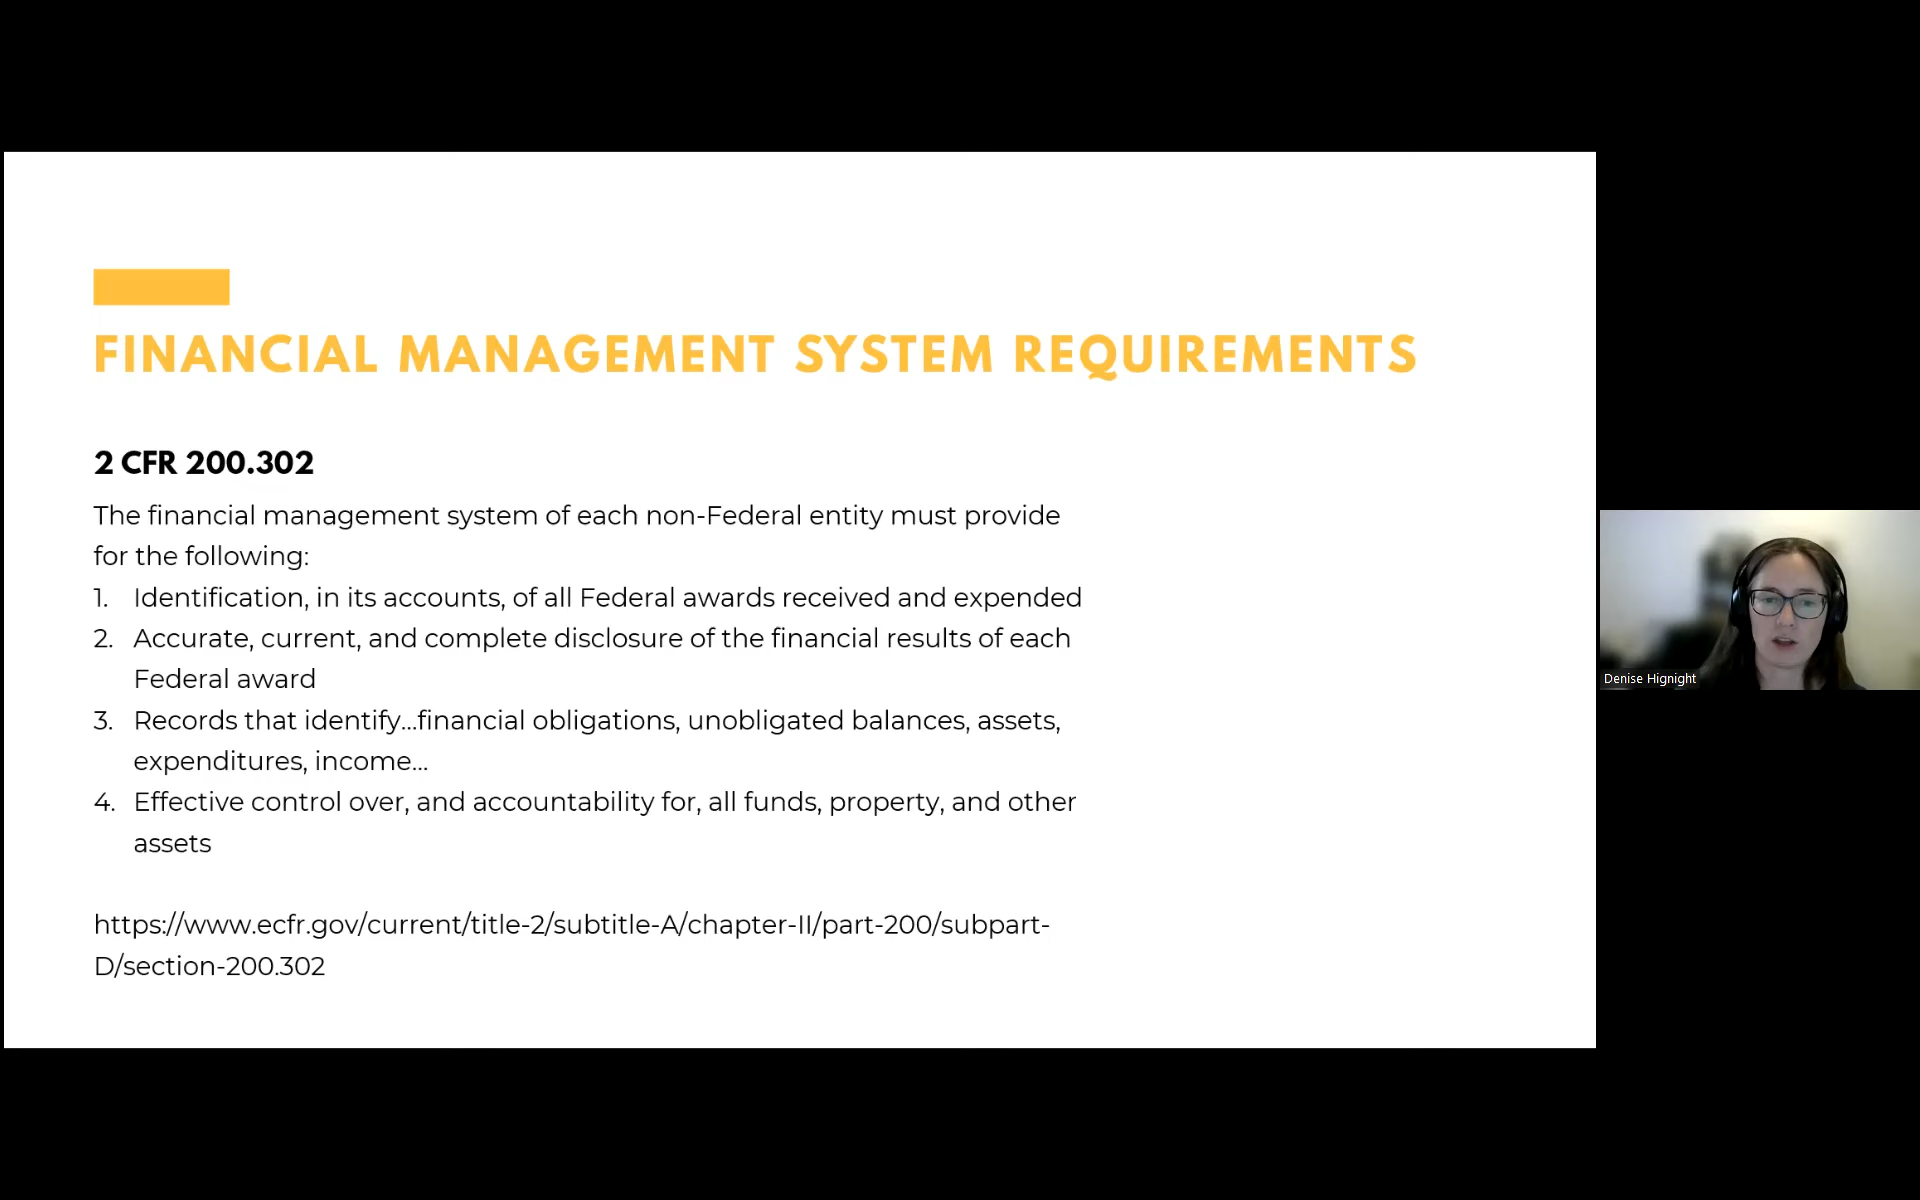 FINANCIAL MANAGEMENT SYSTEM REQUIREMENTS
2 CFR 200.302
The financial management system of each non-Federal entity must provide
for the following:
1. Identification, in its accounts, of all Federal awards received and expended
2. Accurate, current, and complete disclosure of the financial results of each
Federal award
3. Records that identify...financial obligations, unobligated balances, assets,
expenditures, income...
4. Effective control over, and accountability for, all funds, property, and other
assets
https://www.ecfr.gov/current/title-2/subtitle-A/chapter-II/part-200/subpart-
D/section-200.302
Denise Hignight